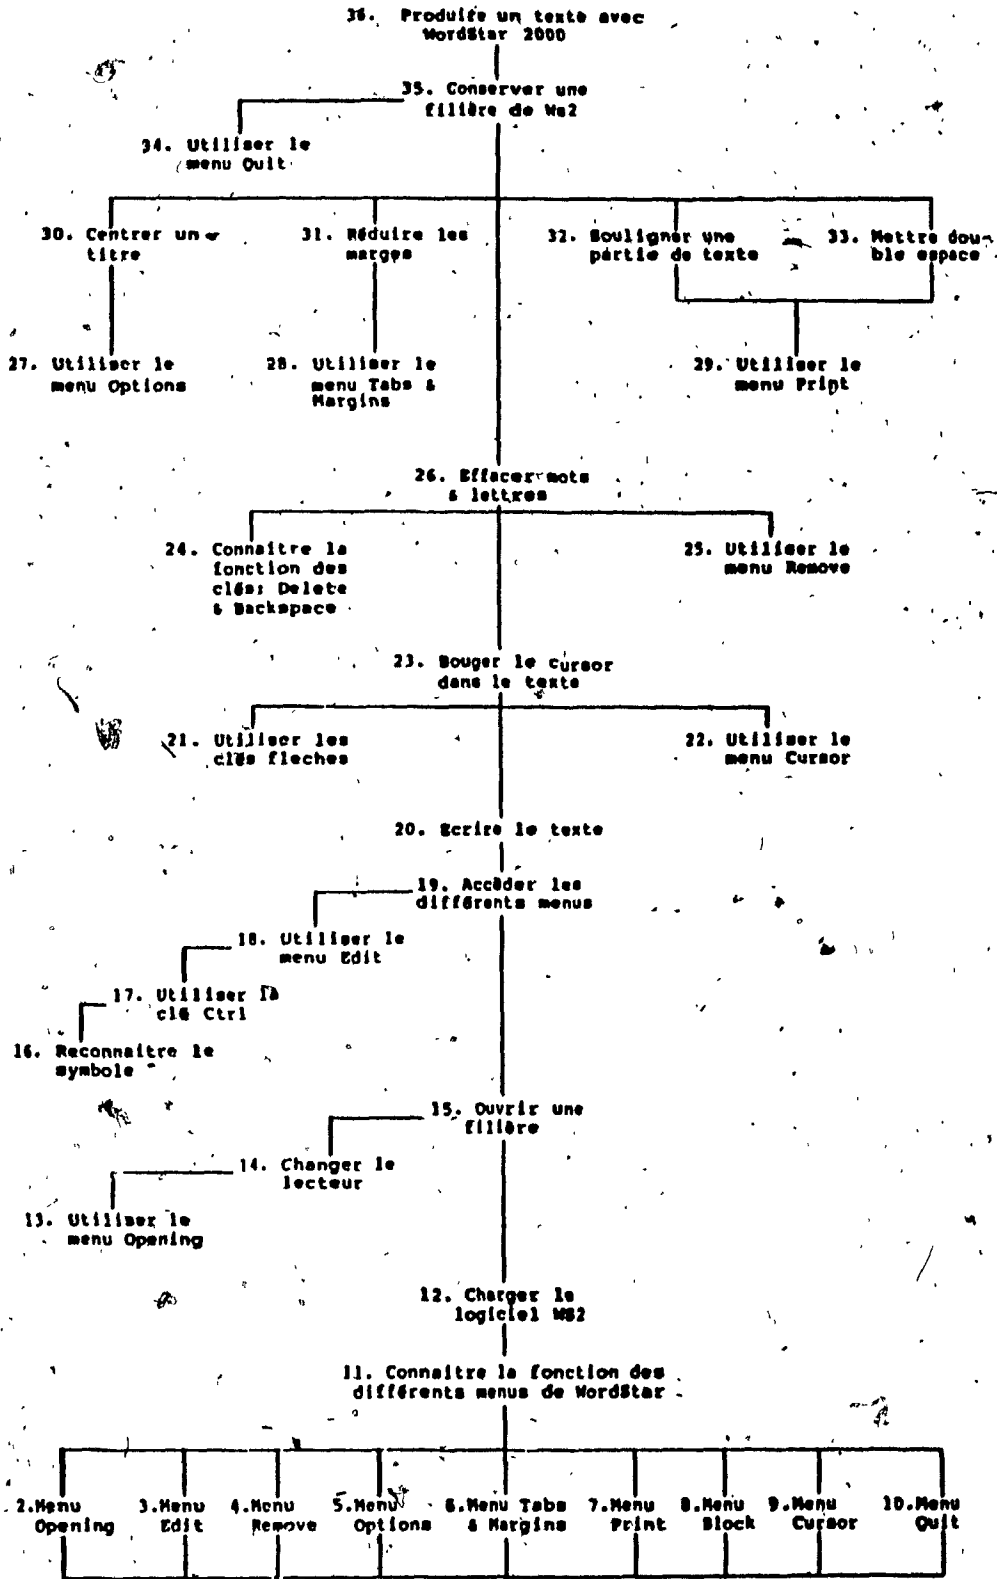 36. Produire un texte avec
WordStar 2000
35. Conserver une
filière de Ws2
34. Utiliser le
menu Quit
30. Centrer un
titre
31. Réduire les
marges
32. Souligner une
partie de texte
33. Mettre dou-
ble espace
27. Utiliser le
menu Options
28. Utiliser le
menu Tabs &
Margins
29. Utiliser le
menu Print
26. Effacer mots
& lettres
24. Connaitre la
fonction des
clés: Delete
& Backspace
25. Utiliser le
menu Remove
23. Bouger le cursor
dans le texte
21. Utiliser les
clés fleches
22. Utiliser le
menu Cursor
20. Ecrire le texte
19. Accéder les
différents menus
18. Utiliser le
menu Edit
17. Utiliser la
clé Ctrl
16. Reconnaitre le
symbole
15. Ouvrir une
filière
14. Changer le
lecteur
13. Utiliser le
menu Opening
12. Charger le
logiciel WS2
11. Connaitre la fonction des
différents menus de WordStar
2.Menu
Opening
3.Menu
Edit
4.Menu
Remove
5.Menu
Options
6.Menu Tabs
& Margins
7.Menu
Print
8.Menu
Block
9.Menu
Cursor
10.Menu
Quit